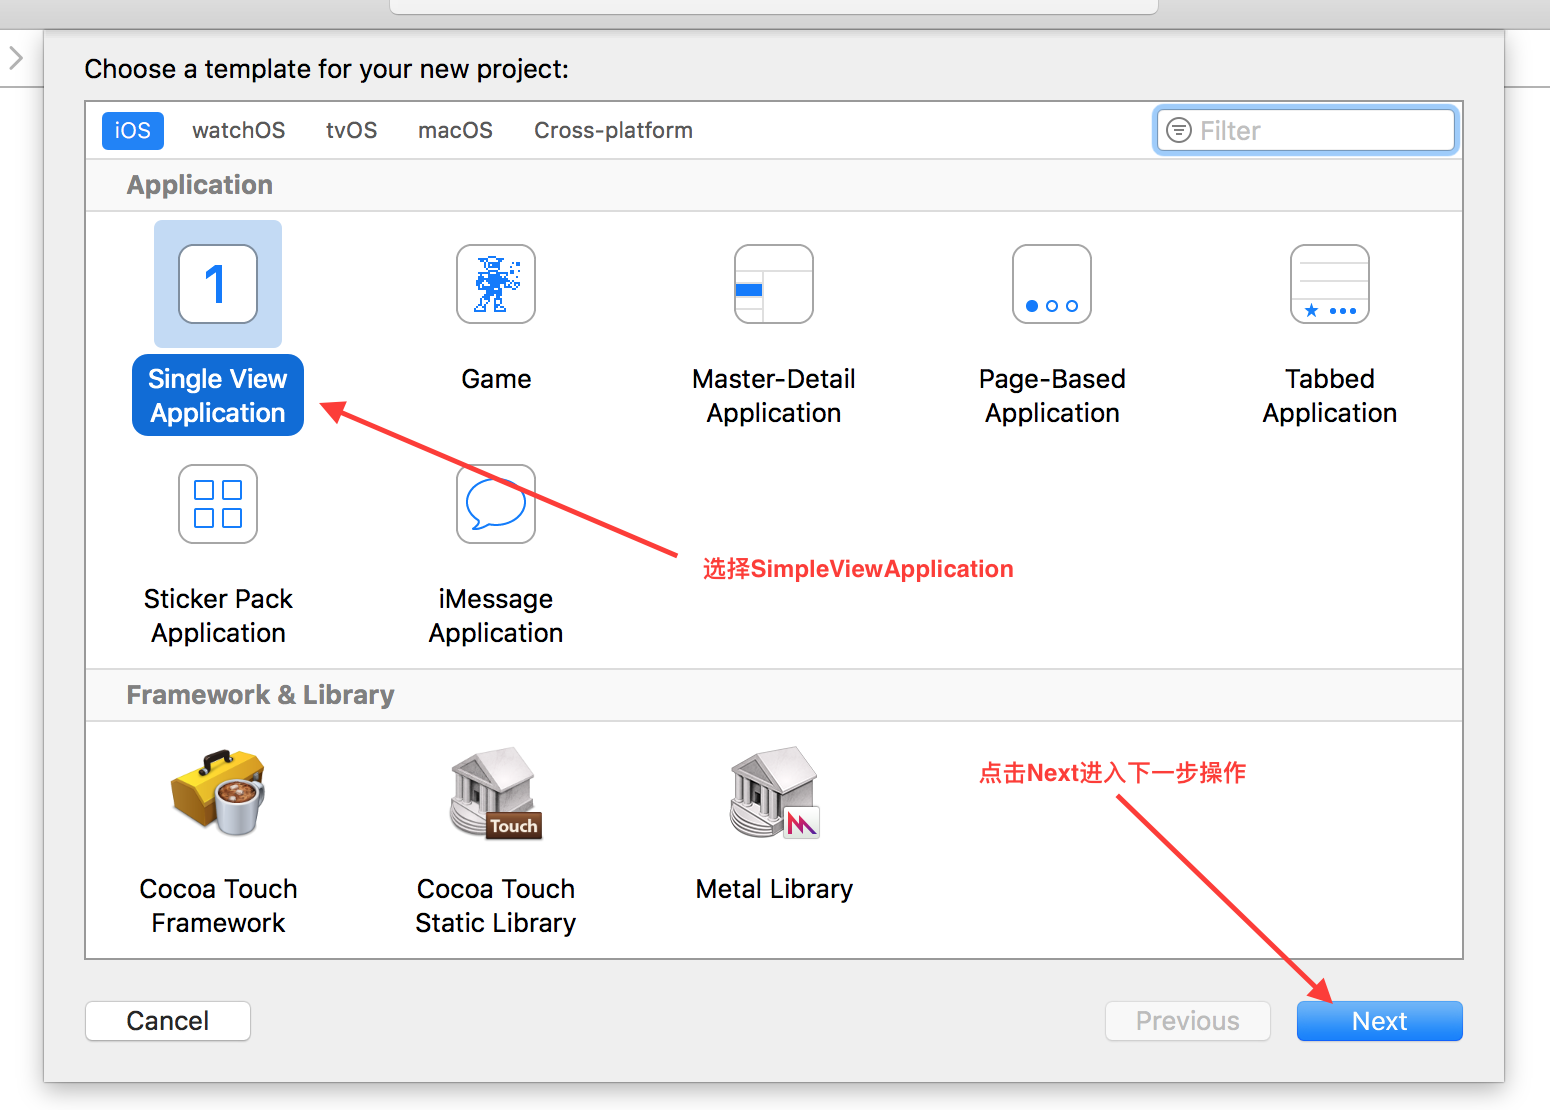 Choose a template for your new project:
iOS watchOS tvOS macOS Cross-platform Filter
Application
1
Single View
Application
Game
Master-Detail
Application
Page-Based
Application
Tabbed
Application
Sticker Pack
Application
iMessage
Application
选择SimpleViewApplication
Framework & Library
Touch
点击Next进入下一步操作
Cocoa Touch
Framework
Cocoa Touch
Static Library
Metal Library
Cancel Previous Next